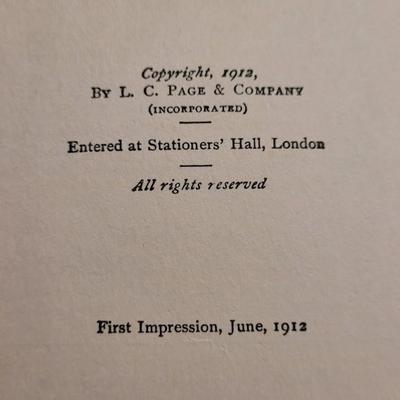 Copyright, 1912,
By L. C. Page & Company
(INCORPORATED)
Entered at Stationers' Hall, London
All rights reserved
First Impression, June, 1912